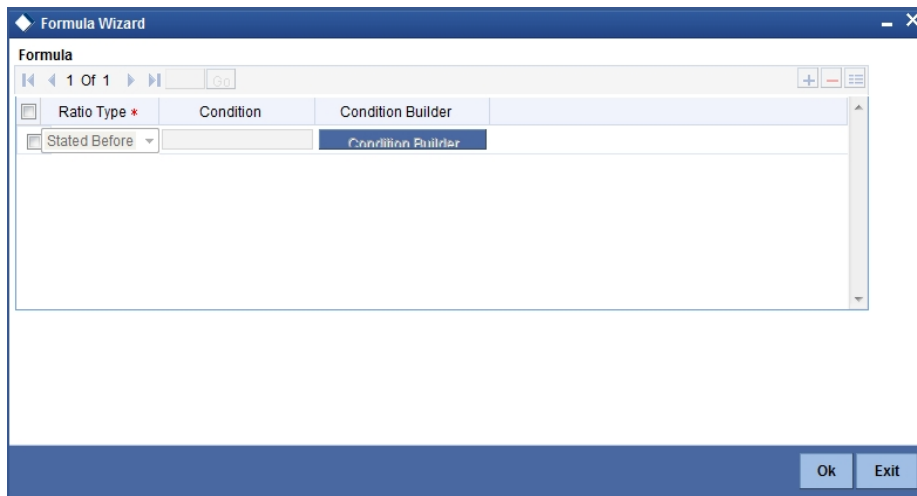 Formula Wizard
Formula
1 Of 1 Go
Ratio Type * Condition Condition Builder
Stated Before Condition Builder
Ok Exit